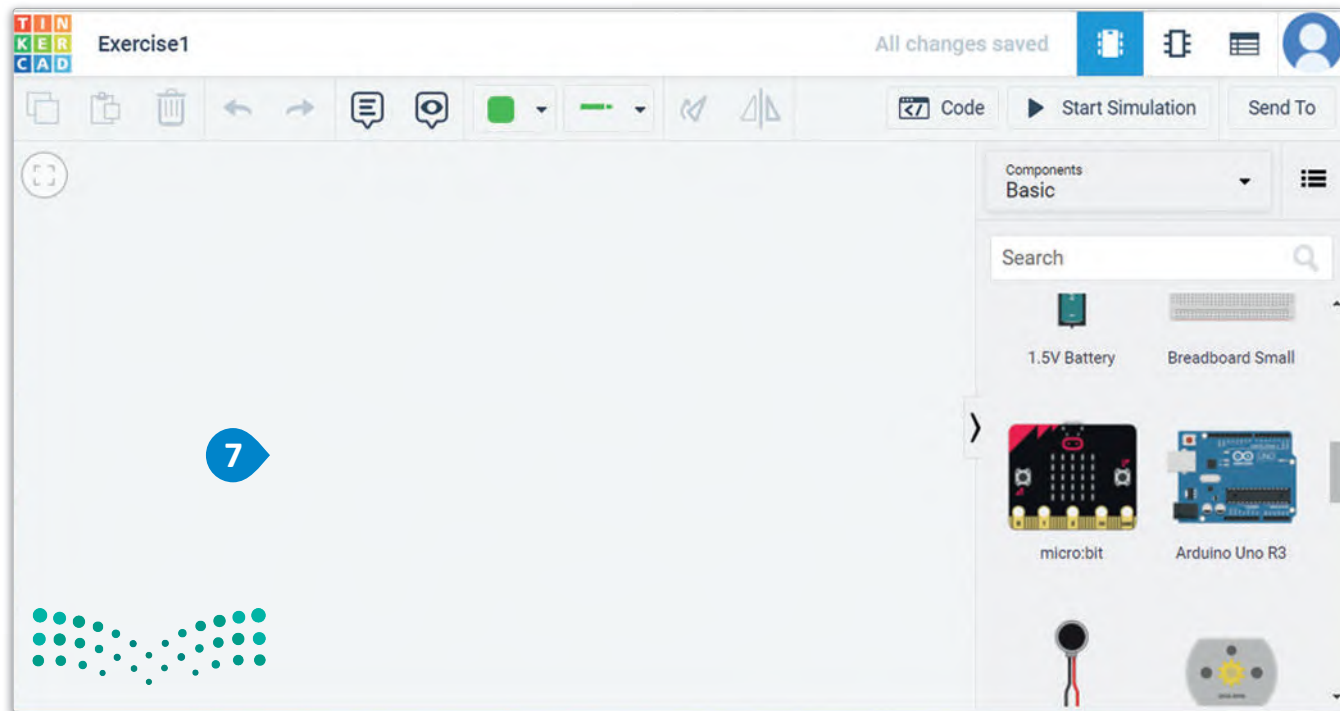 TIN
KER
CAD
Exercise1
All changes saved
Code
Start Simulation
Send To
Components
Basic
Search
1.5V Battery
Breadboard Small
7
micro:bit
Arduino Uno R3